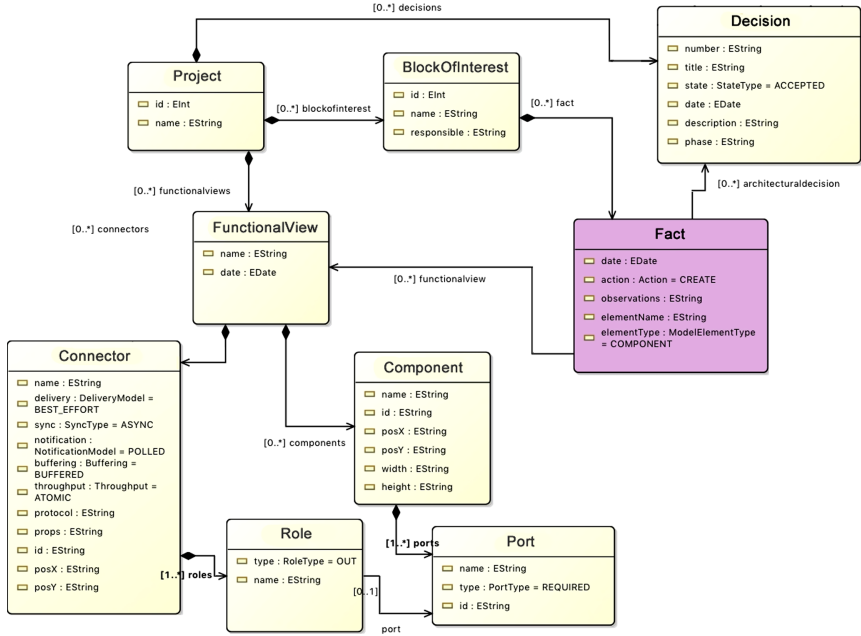 [0..*] decisions
Decision
number : EString
title : EString
state : StateType = ACCEPTED
date : EDate
description : EString
phase : EString
Project
id : EInt
name : EString
[0..*] blockofinterest
BlockOfInterest
id : EInt
name : EString
responsible : EString
[0..*] fact
[0..*] architecturaldecision
[0..*] functionalviews
[0..*] connectors
FunctionalView
name : EString
date : EDate
[0..*] functionalview
Fact
date : EDate
action : Action = CREATE
observations : EString
elementName : EString
elementType : ModelElementType
= COMPONENT
Connector
name : EString
delivery : DeliveryModel =
BEST_EFFORT
sync : SyncType = ASYNC
notification :
NotificationModel = POLLED
buffering : Buffering =
BUFFERED
throughput : Throughput =
ATOMIC
protocol : EString
props : EString
id : EString
posX : EString
posY : EString
[0..*] components
Component
name : EString
id : EString
posX : EString
posY : EString
width : EString
height : EString
[1..*] roles
Role
type : RoleType = OUT
name : EString
[1..*] ports
[0..1]
port
Port
name : EString
type : PortType = REQUIRED
id : EString